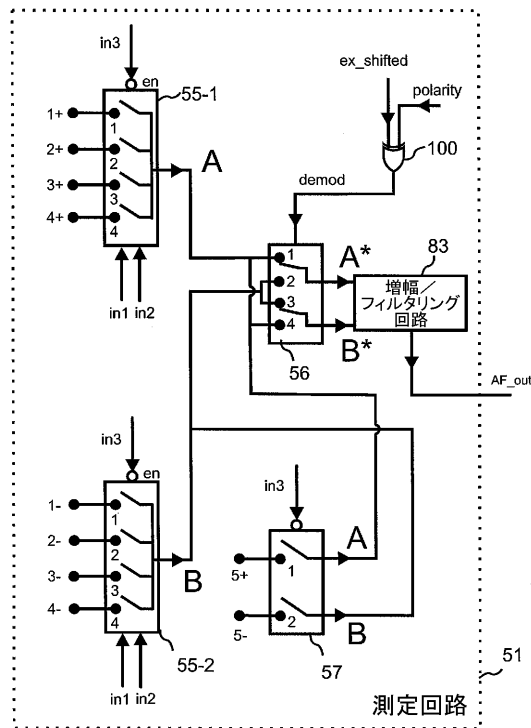 in3
en
55-1
1+
1
2+
2
3+
3
4+
4
A
in1 in2
ex_shifted
polarity
100
demod
1
2
3
4
A*
B*
56
83
増幅／
フィルタリング
回路
AF_out
in3
en
1-
1
2-
2
3-
3
4-
4
B
in1 in2
55-2
in3
5+
1
A
5-
2
B
57
51
測定回路